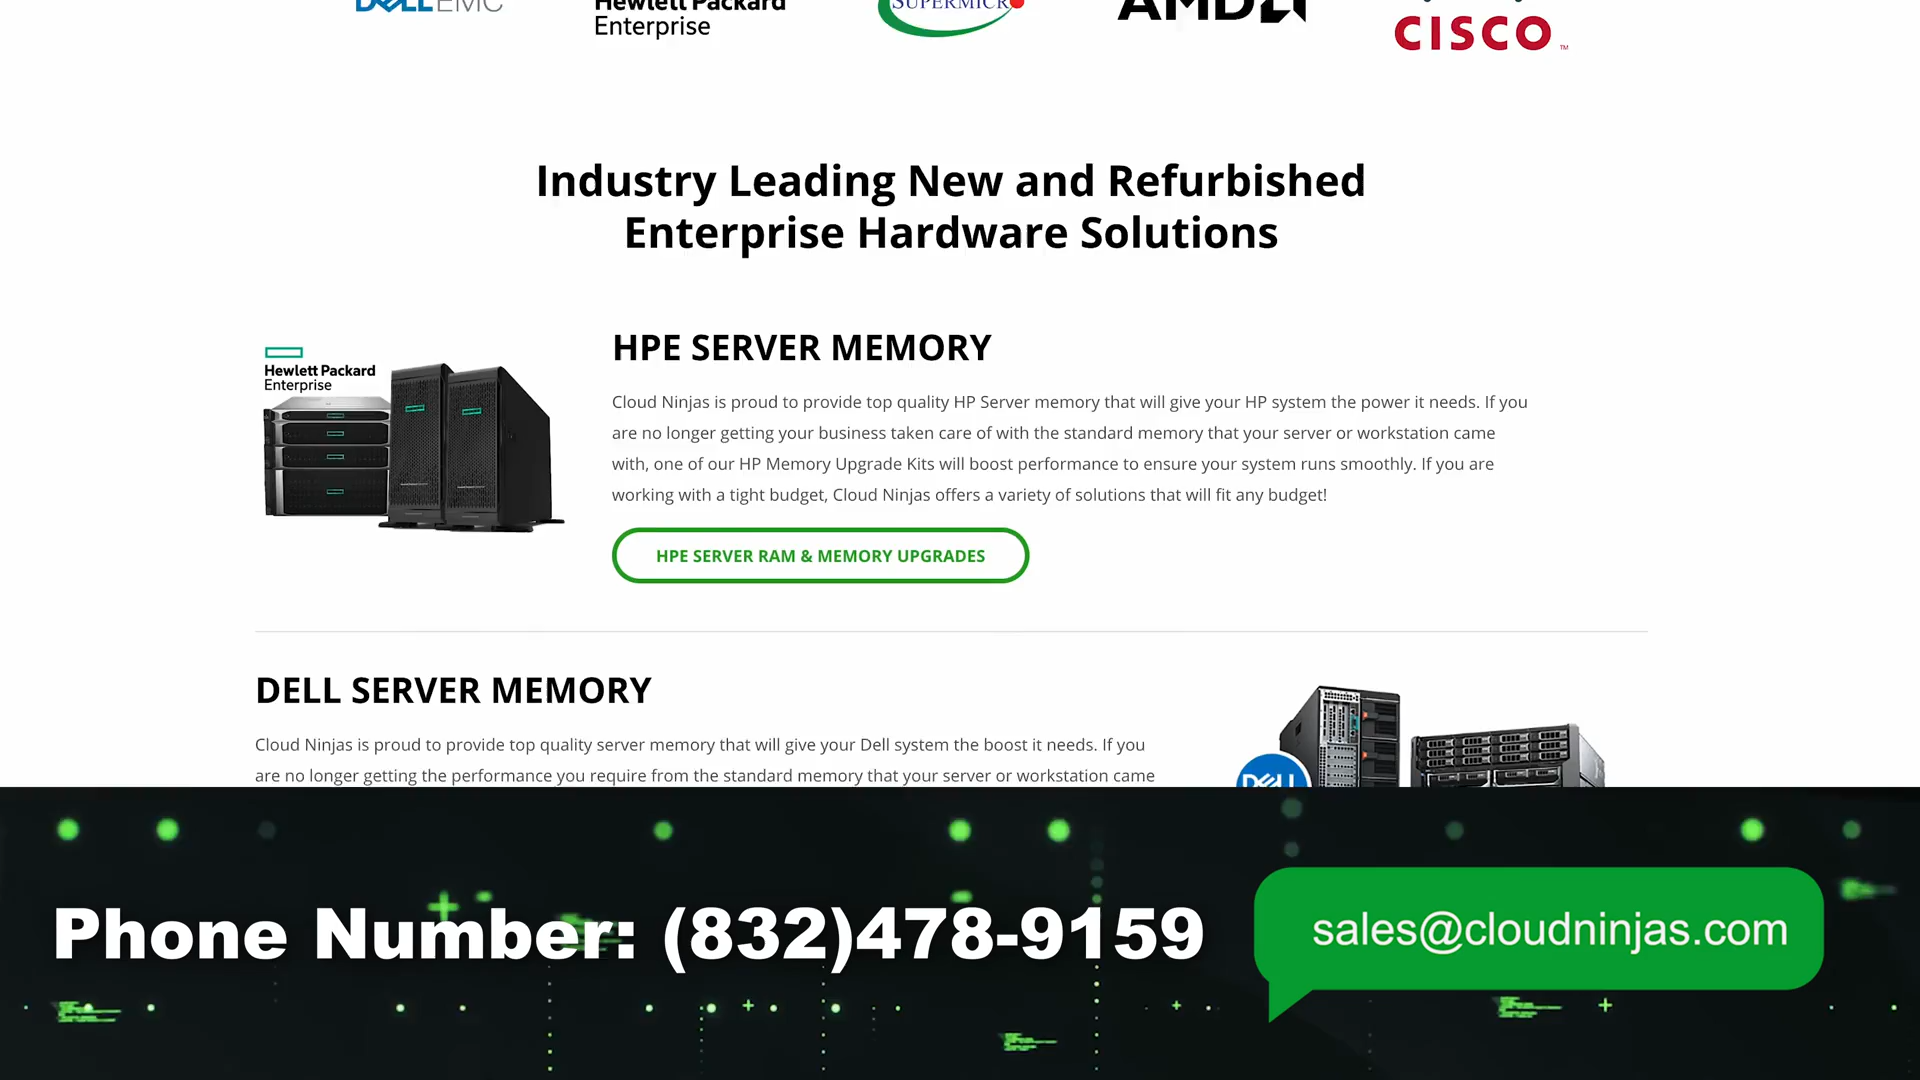 DELL EMC
Hewlett Packard
Enterprise
SUPERMICR
AMD
CISCO
TM
Industry Leading New and Refurbished
Enterprise Hardware Solutions
Hewlett Packard
Enterprise
HPE SERVER MEMORY
Cloud Ninjas is proud to provide top quality HP Server memory that will give your HP system the power it needs. If you
are no longer getting your business taken care of with the standard memory that your server or workstation came
with, one of our HP Memory Upgrade Kits will boost performance to ensure your system runs smoothly. If you are
working with a tight budget, Cloud Ninjas offers a variety of solutions that will fit any budget!
HPE SERVER RAM & MEMORY UPGRADES
DELL SERVER MEMORY
Cloud Ninjas is proud to provide top quality server memory that will give your Dell system the boost it needs. If you
are no longer getting the performance you require from the standard memory that your server or workstation came
DELL
Phone Number: (832)478-9159
sales@cloudninjas.com